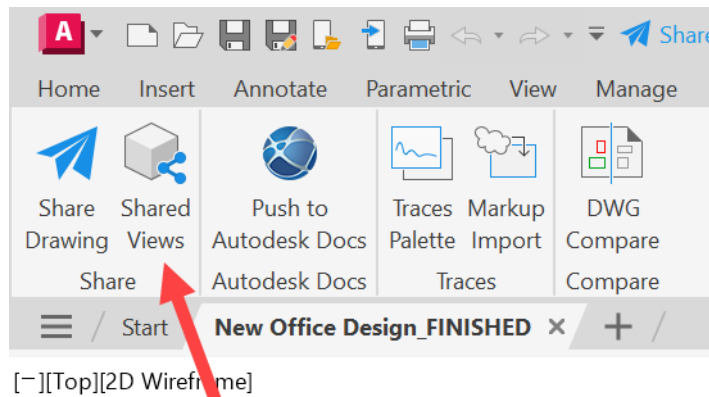 A
Share
Home Insert Annotate Parametric View Manage
Share Drawing
Shared Views
Push to Autodesk Docs
Traces Palette
Markup Import
DWG Compare
Share Autodesk Docs Traces Compare
Start New Office Design_FINISHED
[−][Top][2D Wireframe]